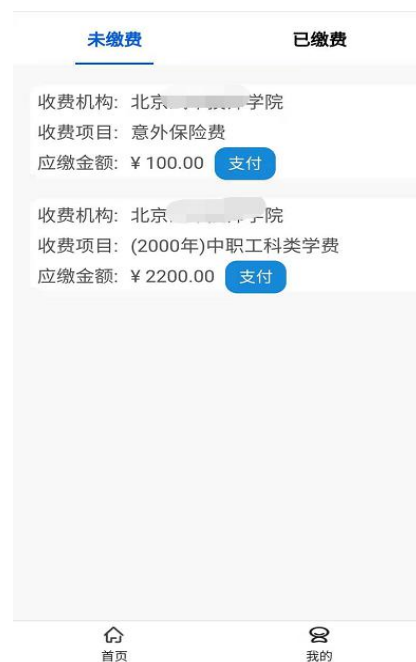 未缴费 已缴费
收费机构: 北京 学院
收费项目: 意外保险费
应缴金额: ¥100.00 支付
收费机构: 北京 院
收费项目: (2000年)中职工科类学费
应缴金额: ¥2200.00 支付
首页 我的